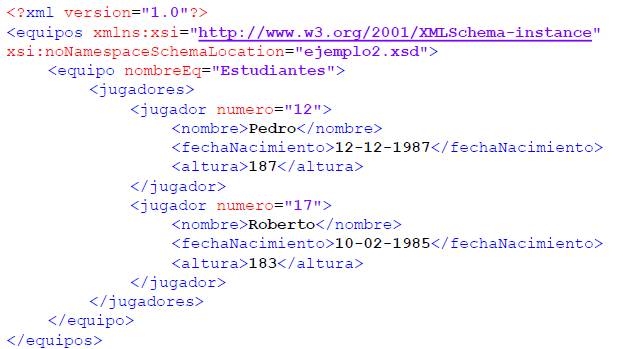 <?xml version="1.0"?>
<equipos xmlns:xsi="http://www.w3.org/2001/XMLSchema-instance"
xsi:noNamespaceSchemaLocation="ejemplo2.xsd">
<equipo nombreEq="Estudiantes">
<jugadores>
<jugador numero="12">
<nombre>Pedro</nombre>
<fechaNacimiento>12-12-1987</fechaNacimiento>
<altura>187</altura>
</jugador>
<jugador numero="17">
<nombre>Roberto</nombre>
<fechaNacimiento>10-02-1985</fechaNacimiento>
<altura>183</altura>
</jugador>
</jugadores>
</equipo>
</equipos>